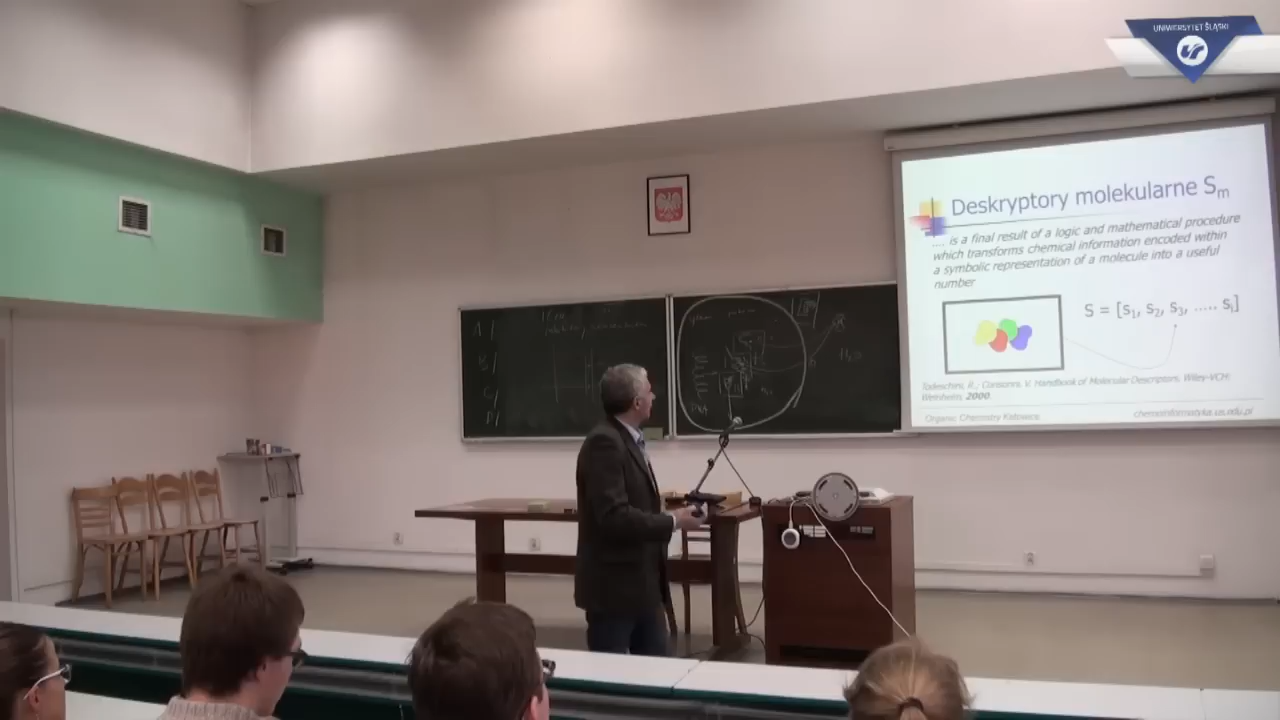 UNIWERSYTET ŚLĄSKI
Deskryptory molekularne Sm
.... is a final result of a logic and mathematical procedure
which transforms chemical information encoded within
a symbolic representation of a molecule into a useful
number
S = [s1, s2, s3, ..... si]
Todeschini, R.; Consonni, V. Handbook of Molecular Descriptors, Wiley-VCH:
Weinheim, 2000.
Organic Chemistry Katowice
chemoinformatyka.us.edu.pl
A /
B /
C /
D /
DNA
H2O